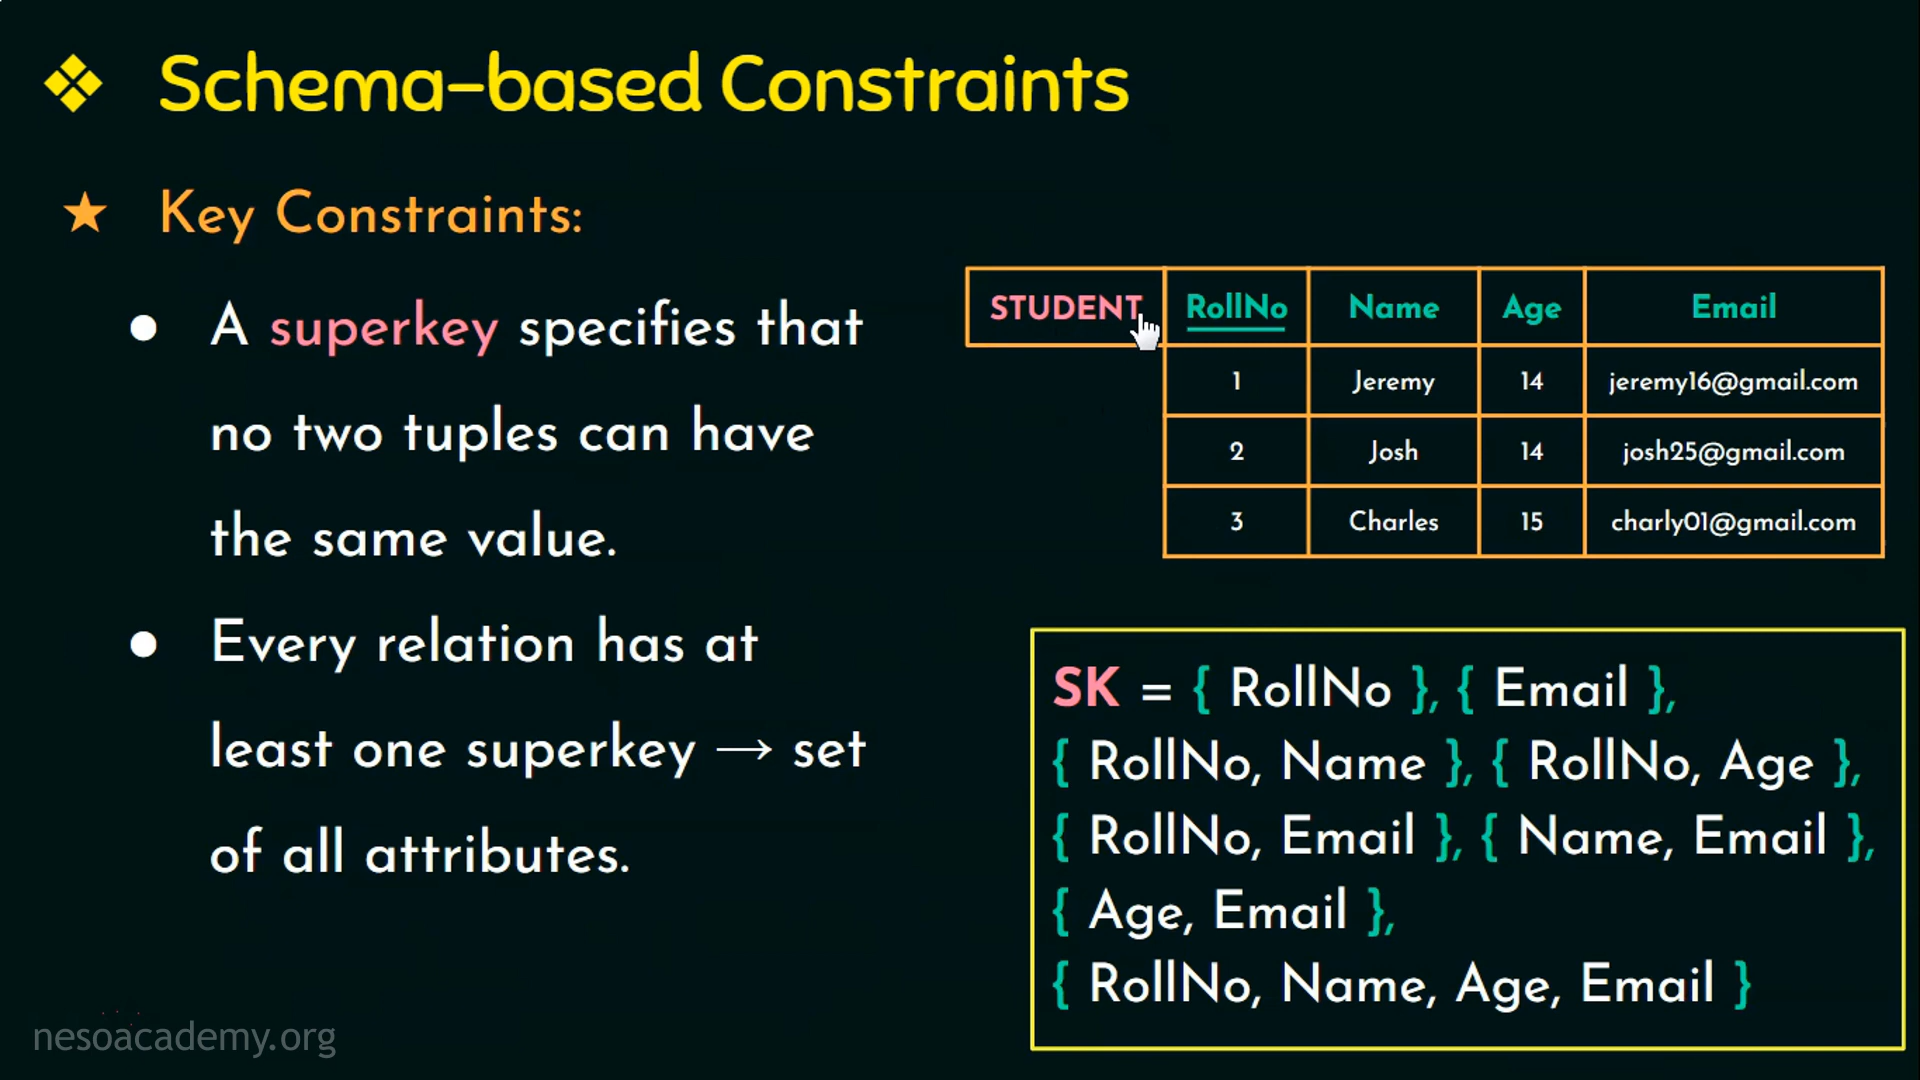 ❖ Schema-based Constraints
★ Key Constraints:
● A superkey specifies that
no two tuples can have
the same value.
● Every relation has at
least one superkey → set
of all attributes.
STUDENT RollNo Name Age Email
1 Jeremy 14 jeremy16@gmail.com
2 Josh 14 josh25@gmail.com
3 Charles 15 charly01@gmail.com
SK = { RollNo }, { Email },
{ RollNo, Name }, { RollNo, Age },
{ RollNo, Email }, { Name, Email },
{ Age, Email },
{ RollNo, Name, Age, Email }
nesoacademy.org